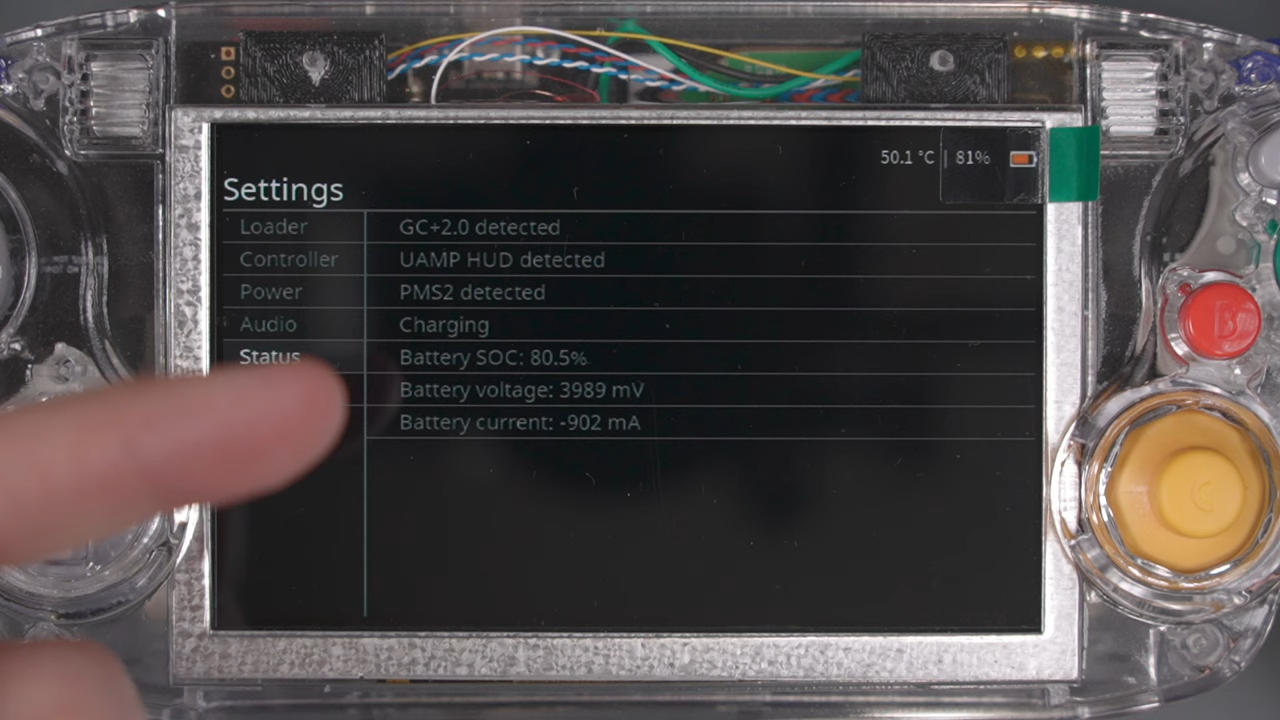 50.1 °C | 81%
Settings
Loader
GC+2.0 detected
Controller
UAMP HUD detected
Power
PMS2 detected
Audio
Charging
Status
Battery SOC: 80.5%
Battery voltage: 3989 mV
Battery current: -902 mA
B
C